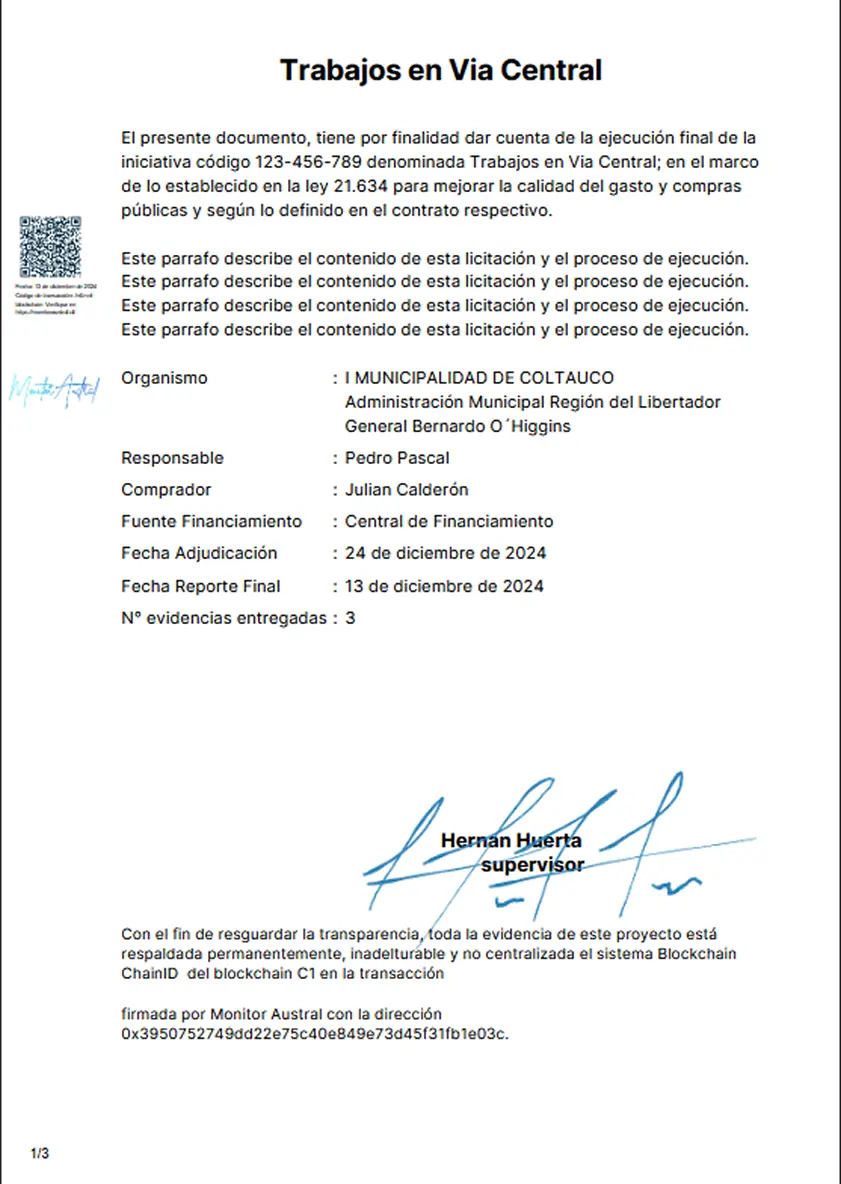 Trabajos en Via Central
El presente documento, tiene por finalidad dar cuenta de la ejecución final de la
iniciativa código 123-456-789 denominada Trabajos en Via Central; en el marco
de lo establecido en la ley 21.634 para mejorar la calidad del gasto y compras
públicas y según lo definido en el contrato respectivo.
Fecha: 13 de diciembre de 2024
Este parrafo describe el contenido de esta licitación y el proceso de ejecución.
Este parrafo describe el contenido de esta licitación y el proceso de ejecución.
Este parrafo describe el contenido de esta licitación y el proceso de ejecución.
Este parrafo describe el contenido de esta licitación y el proceso de ejecución.
Monitor Austral
Organismo : I MUNICIPALIDAD DE COLTAUCO
Administración Municipal Región del Libertador
General Bernardo O´Higgins
Responsable : Pedro Pascal
Comprador : Julian Calderón
Fuente Financiamiento : Central de Financiamiento
Fecha Adjudicación : 24 de diciembre de 2024
Fecha Reporte Final : 13 de diciembre de 2024
N° evidencias entregadas : 3
Hernan Huerta
supervisor
Con el fin de resguardar la transparencia, toda la evidencia de este proyecto está
respaldada permanentemente, inadelturable y no centralizada el sistema Blockchain
ChainID del blockchain C1 en la transacción
firmada por Monitor Austral con la dirección
0x3950752749dd22e75c40e849e73d45f31fb1e03c.
1/3